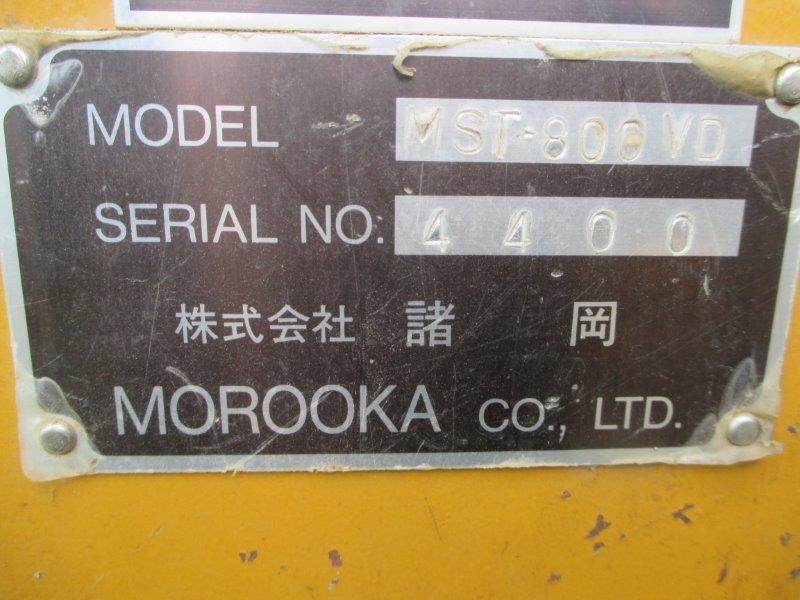 MODEL MST-800VD
SERIAL NO. 4400
株式会社 諸岡
MOROOKA CO., LTD.